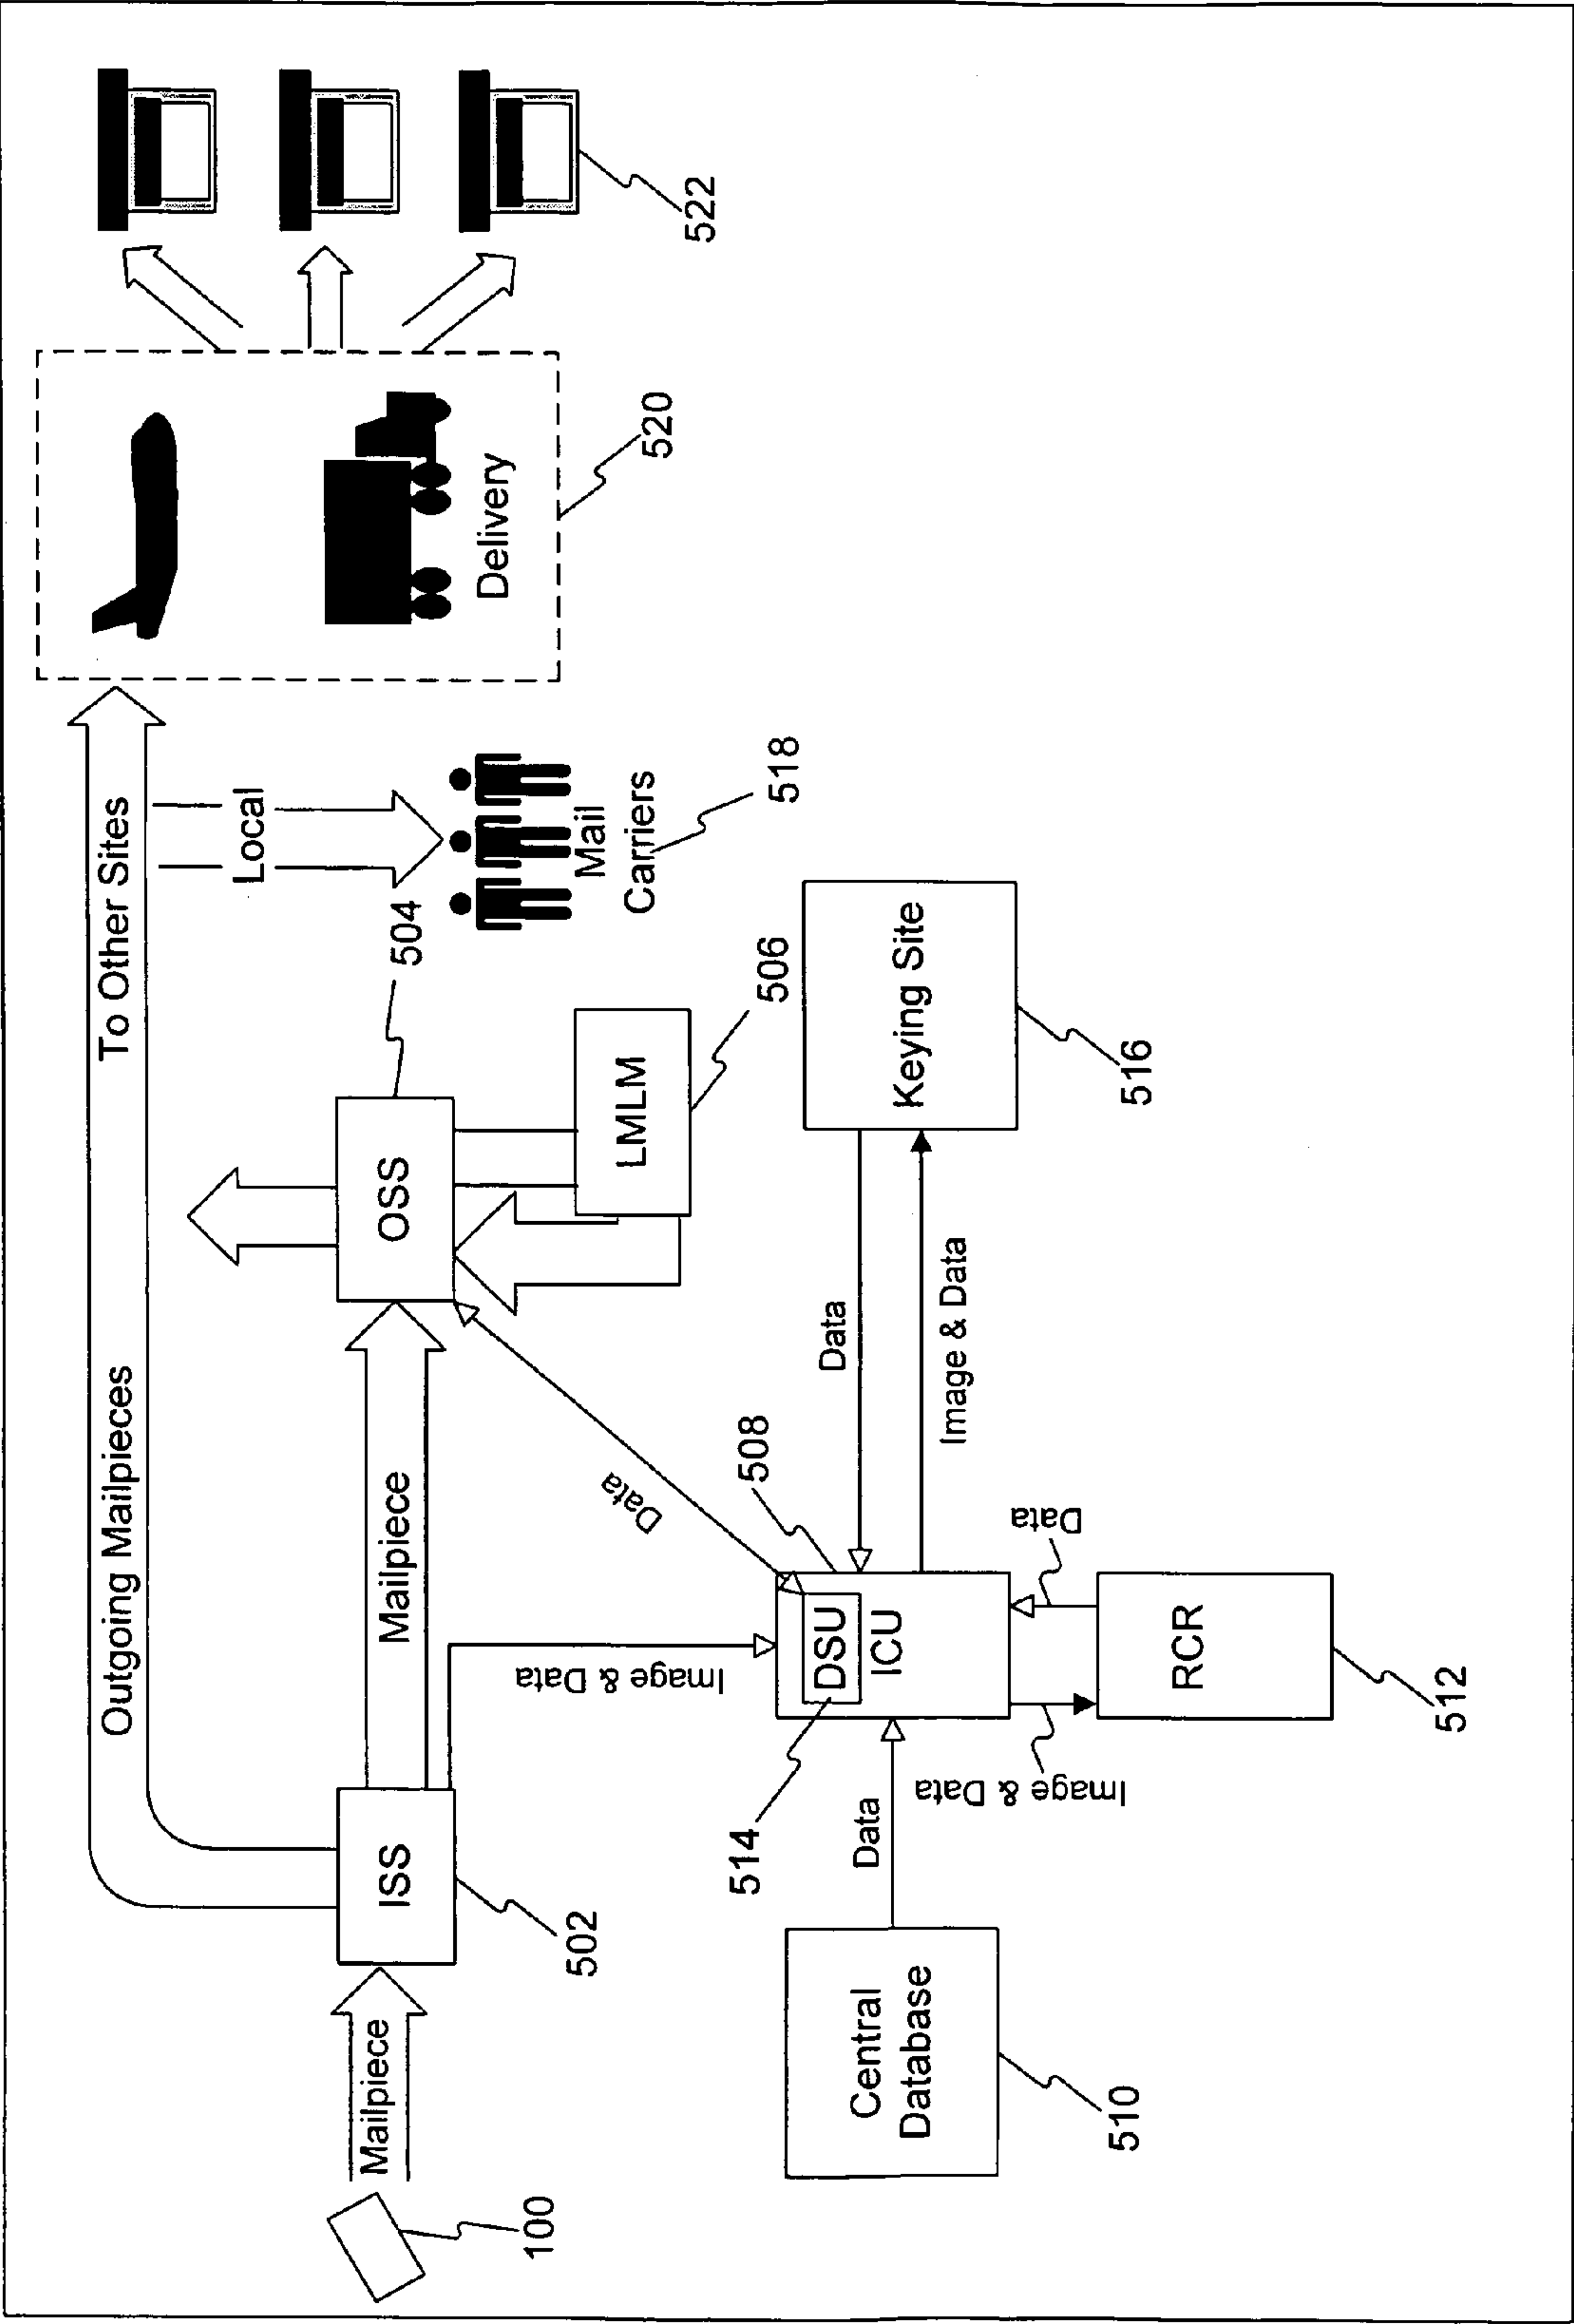 Outgoing Mailpieces
To Other Sites
Local
Mail
Carriers
518
Delivery
520
522
Mailpiece
100
ISS
502
Mailpiece
OSS
504
LMLM
506
Image & Data
Data
508
DSU
ICU
514
Central
Database
510
Data
Data
Image & Data
Keying Site
516
Image & Data
Data
RCR
512